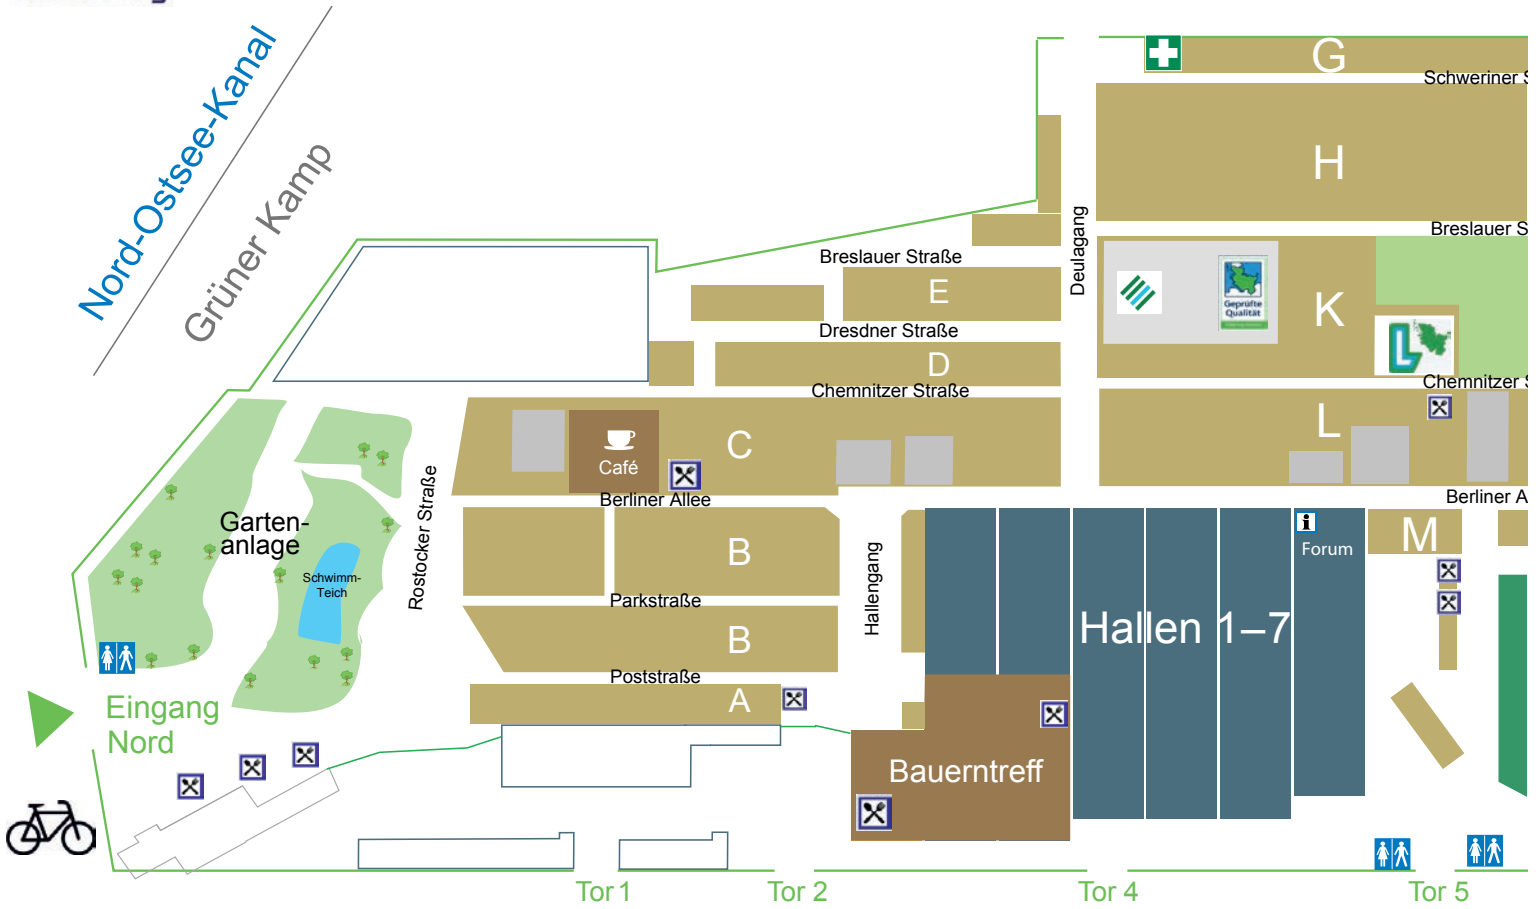 Nord-Ostsee-Kanal
Grüner Kamp
G
Schweriner S
H
Deulagang
Breslauer S
Breslauer Straße
E
Geprüfte
Qualität
K
Dresdner Straße
D
Chemnitzer Straße
Chemnitzer S
C
Café
L
Rostocker Straße
Berliner Allee
Berliner A
Garten-
anlage
Schwimm-
Teich
B
Hallengang
i
Forum
M
Parkstraße
B
Hallen 1–7
Poststraße
A
Eingang
Nord
Bauerntreff
Tor 1
Tor 2
Tor 4
Tor 5